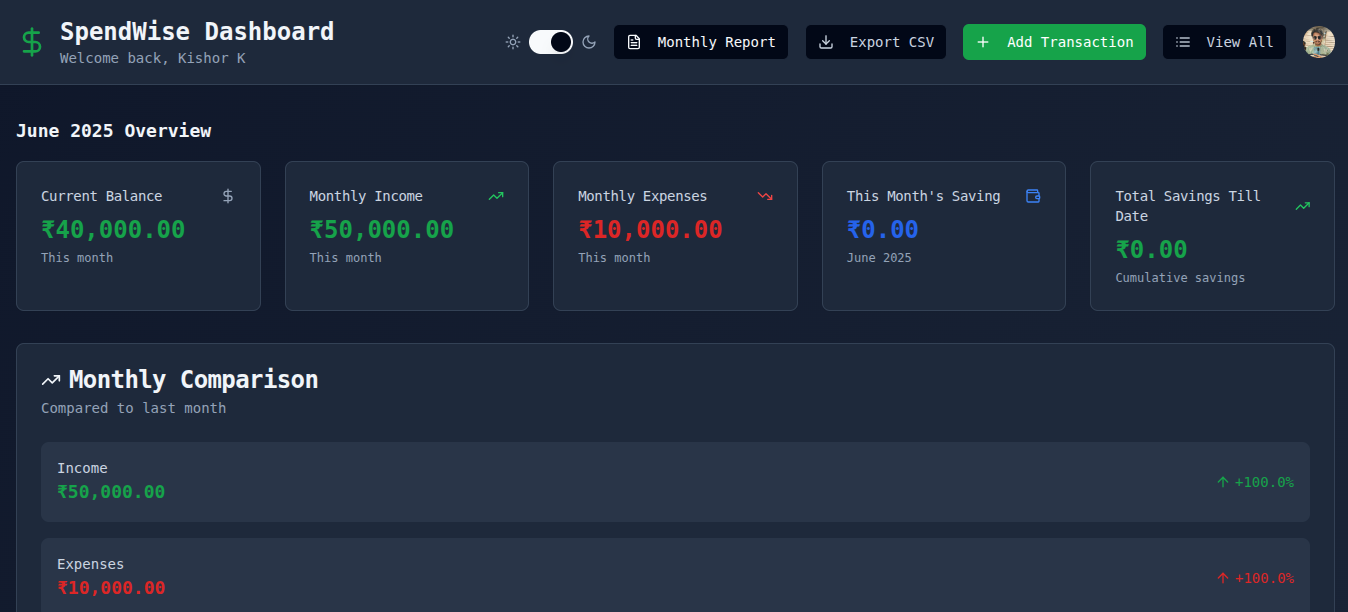 SpendWise Dashboard
Welcome back, Kishor K
Monthly Report
Export CSV
Add Transaction
View All
June 2025 Overview
Current Balance
₹40,000.00
This month
Monthly Income
₹50,000.00
This month
Monthly Expenses
₹10,000.00
This month
This Month's Saving
₹0.00
June 2025
Total Savings Till
Date
₹0.00
Cumulative savings
Monthly Comparison
Compared to last month
Income
₹50,000.00
+100.0%
Expenses
₹10,000.00
+100.0%